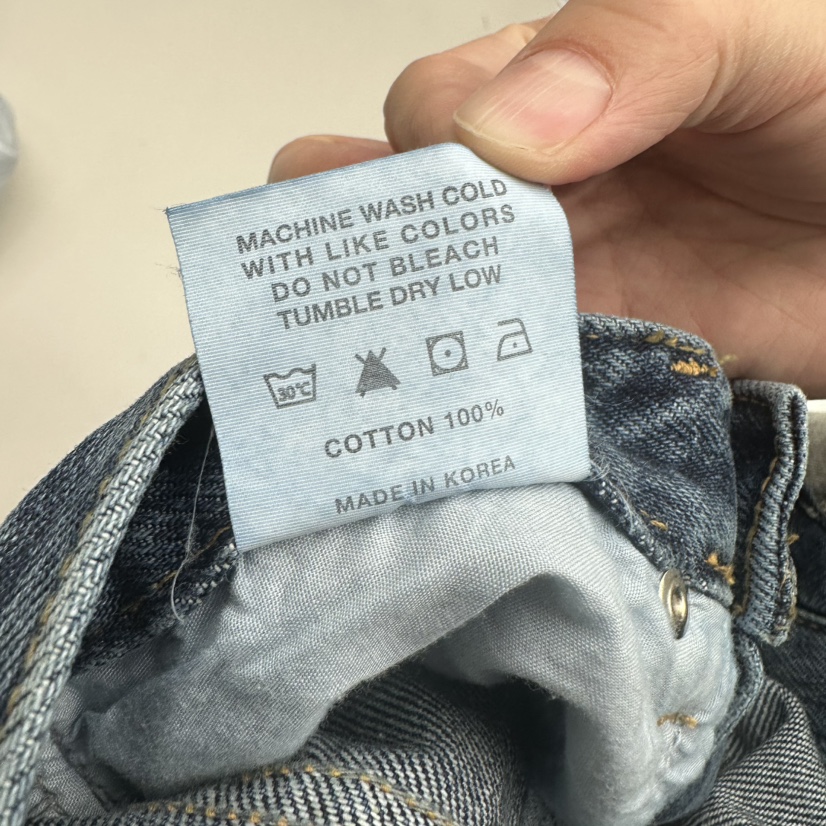 MACHINE WASH COLD
WITH LIKE COLORS
DO NOT BLEACH
TUMBLE DRY LOW
30°C
COTTON 100%
MADE IN KOREA